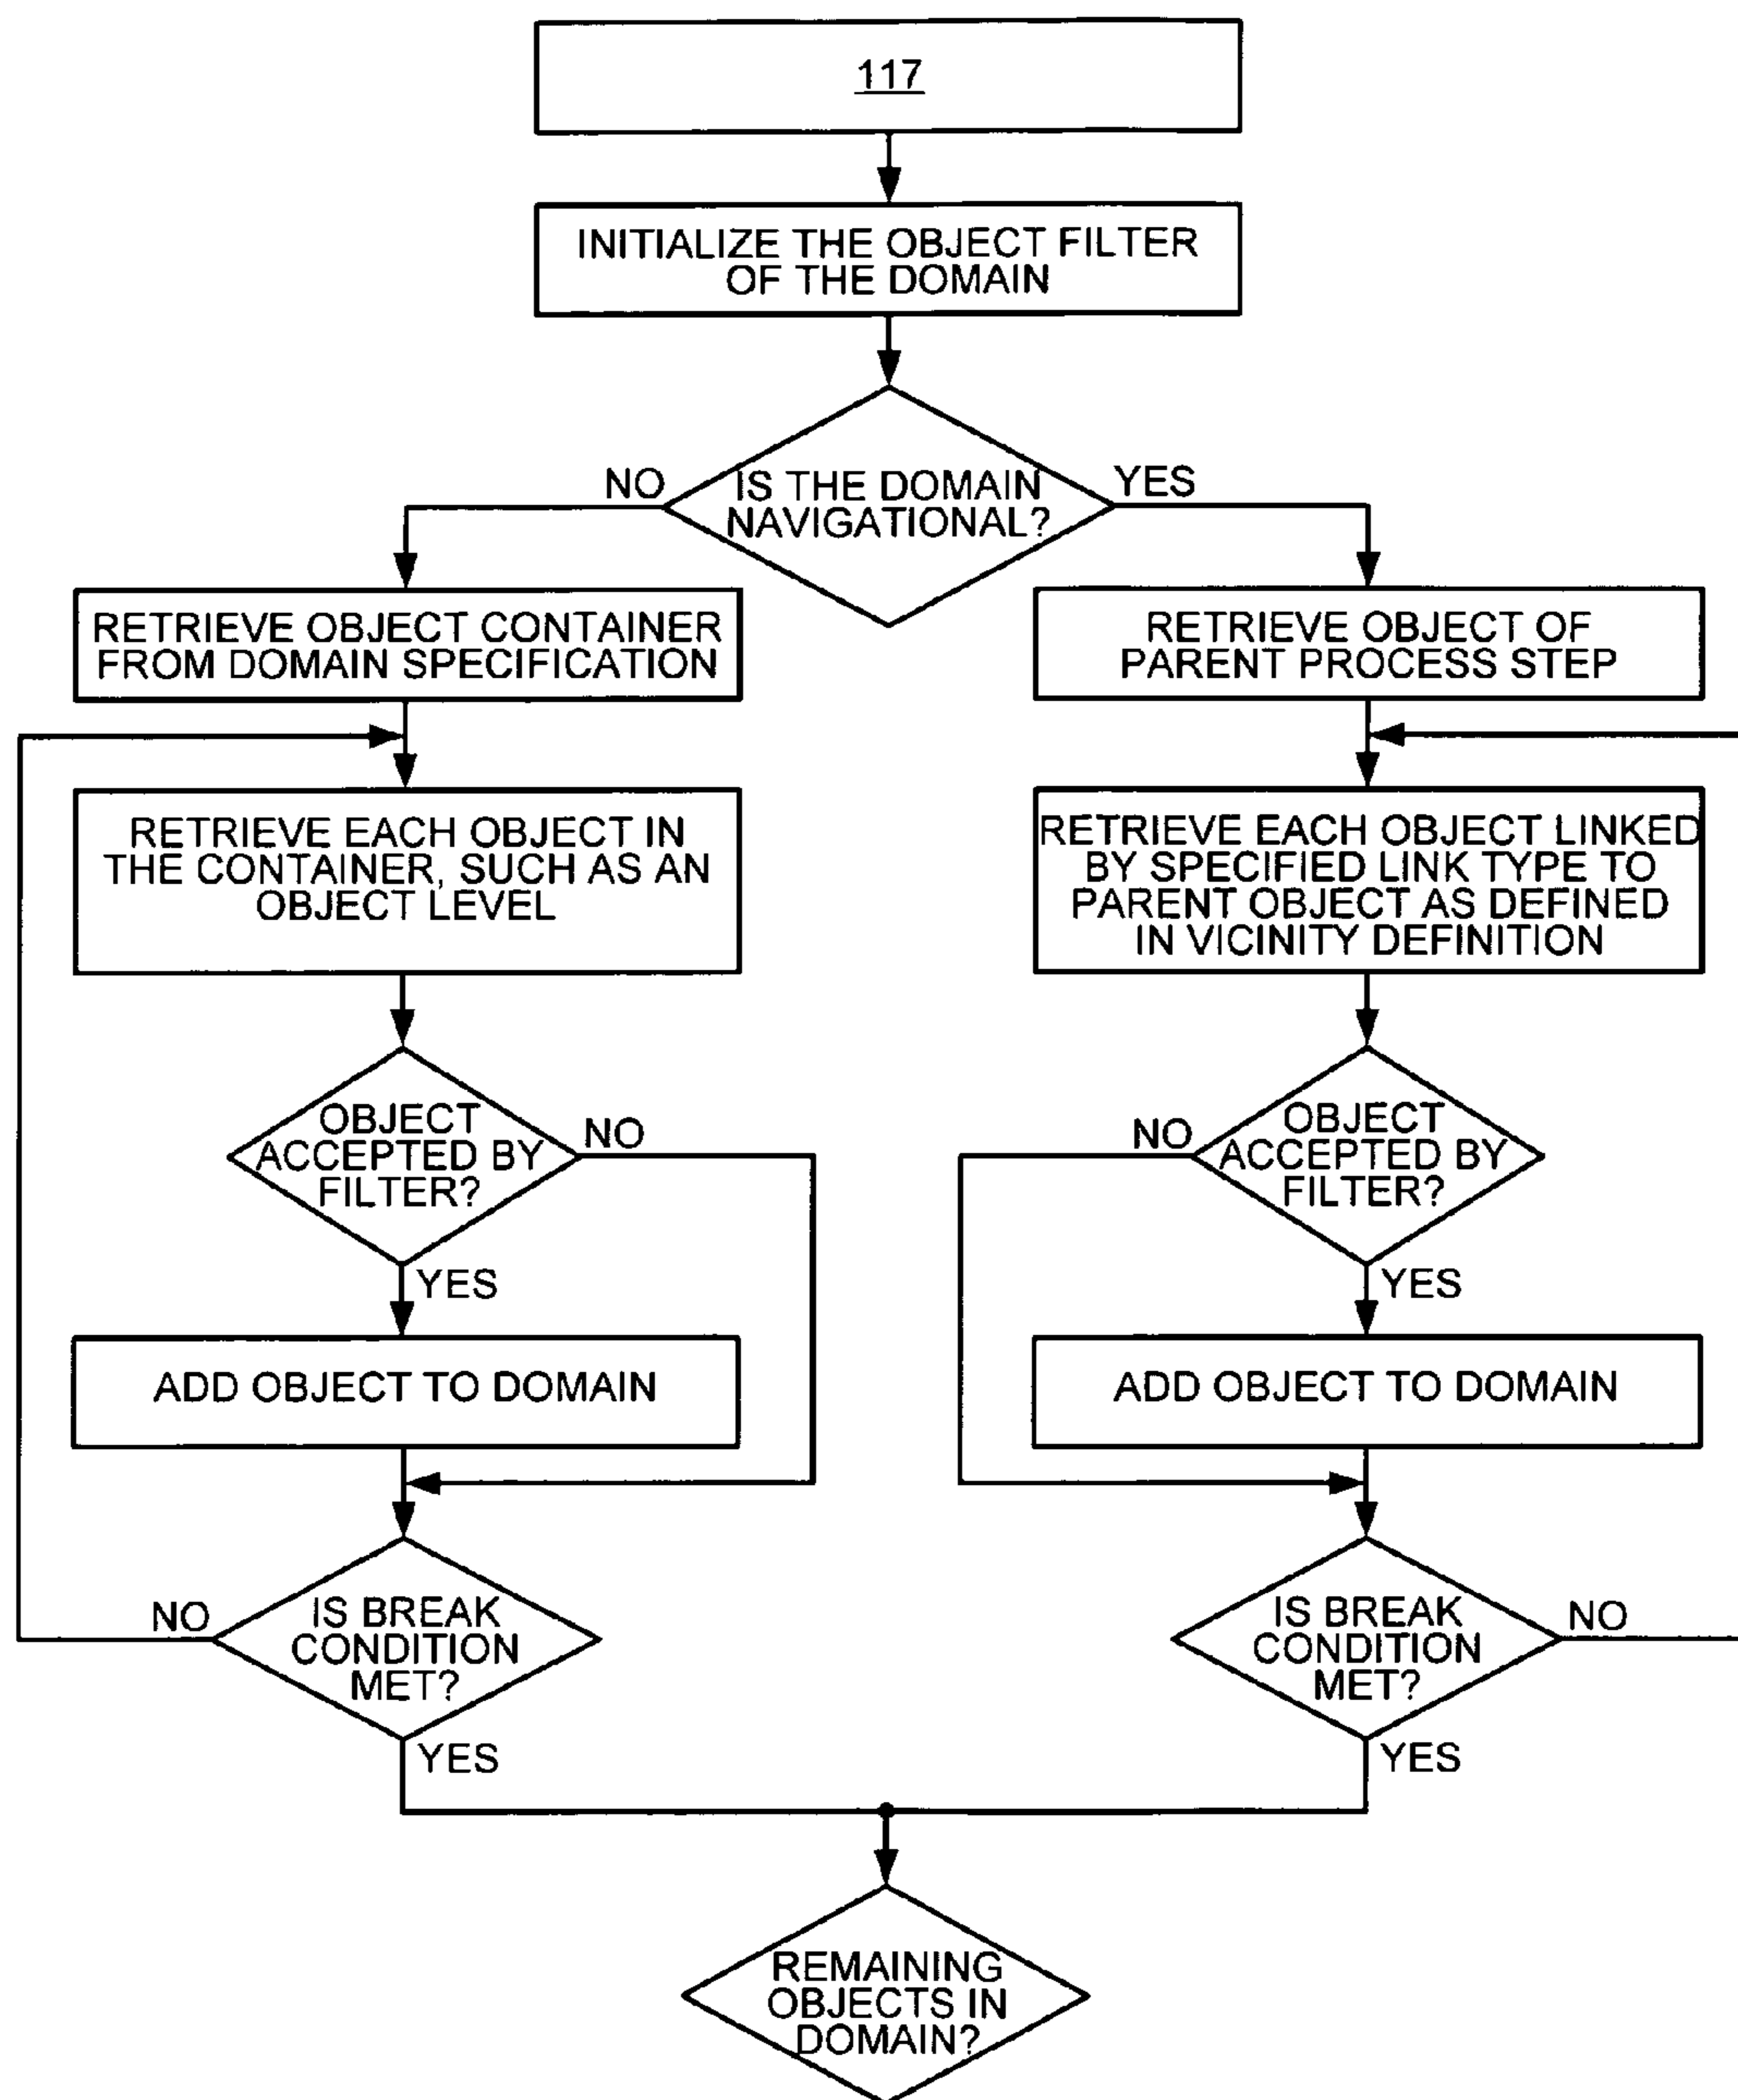 117
INITIALIZE THE OBJECT FILTER
OF THE DOMAIN
IS THE DOMAIN
NAVIGATIONAL?
NO
YES
RETRIEVE OBJECT CONTAINER
FROM DOMAIN SPECIFICATION
RETRIEVE OBJECT OF
PARENT PROCESS STEP
RETRIEVE EACH OBJECT IN
THE CONTAINER, SUCH AS AN
OBJECT LEVEL
RETRIEVE EACH OBJECT LINKED
BY SPECIFIED LINK TYPE TO
PARENT OBJECT AS DEFINED
IN VICINITY DEFINITION
OBJECT
ACCEPTED BY
FILTER?
NO
YES
NO
OBJECT
ACCEPTED BY
FILTER?
YES
ADD OBJECT TO DOMAIN
ADD OBJECT TO DOMAIN
NO
IS BREAK
CONDITION
MET?
YES
IS BREAK
CONDITION
MET?
NO
YES
REMAINING
OBJECTS IN
DOMAIN?